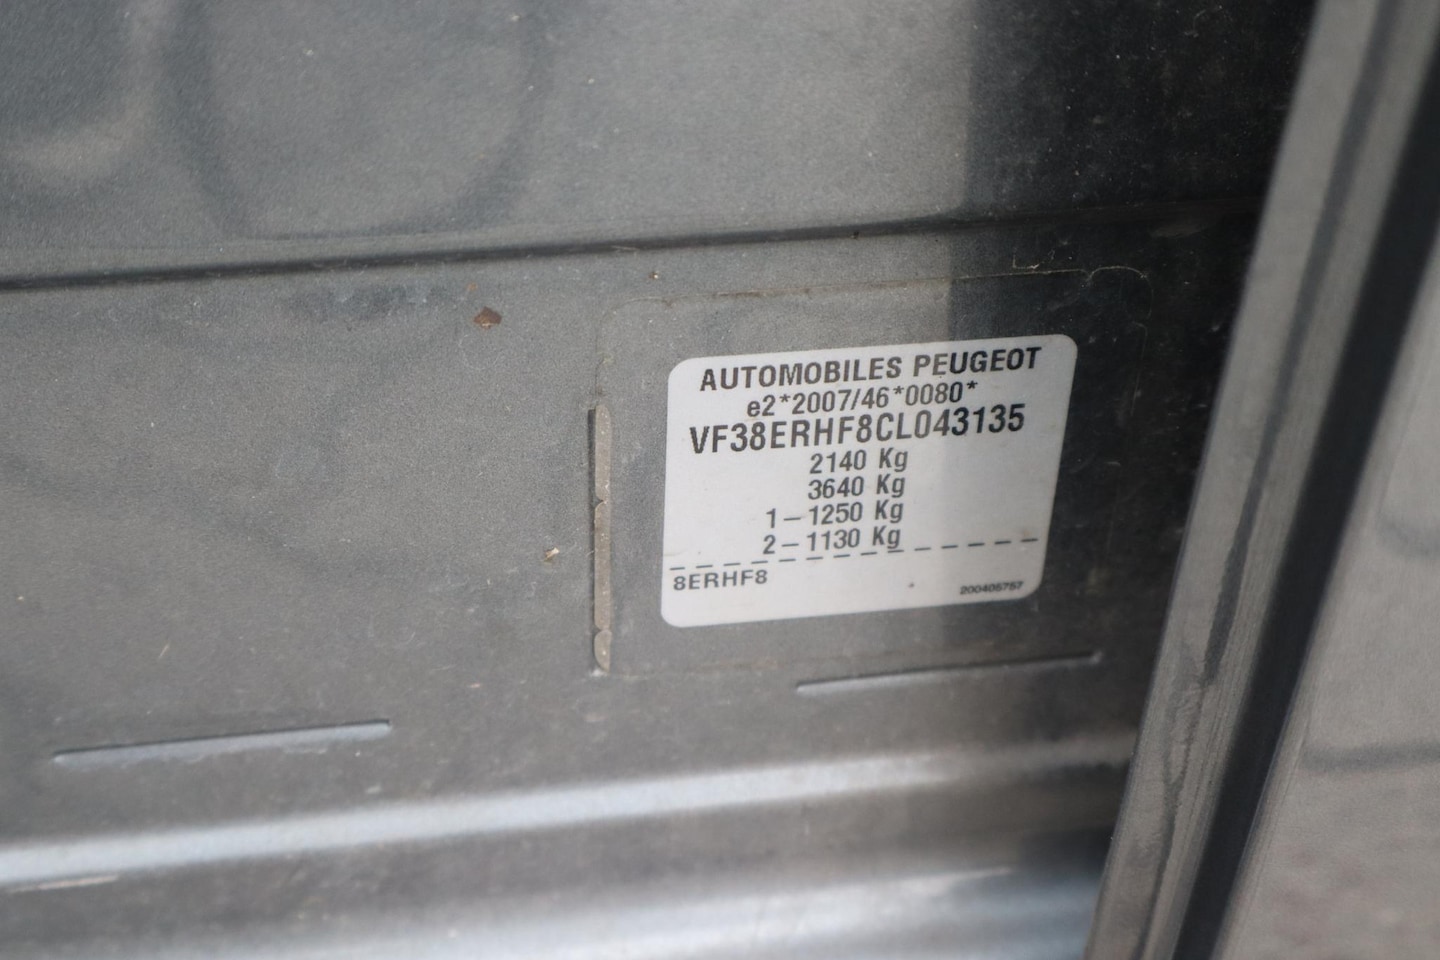 AUTOMOBILES PEUGEOT
e2*2007/46*0080*
VF38ERHF8CL043135
2140 Kg
3640 Kg
1-1250 Kg
2-1130 Kg
8ERHF8
200405757